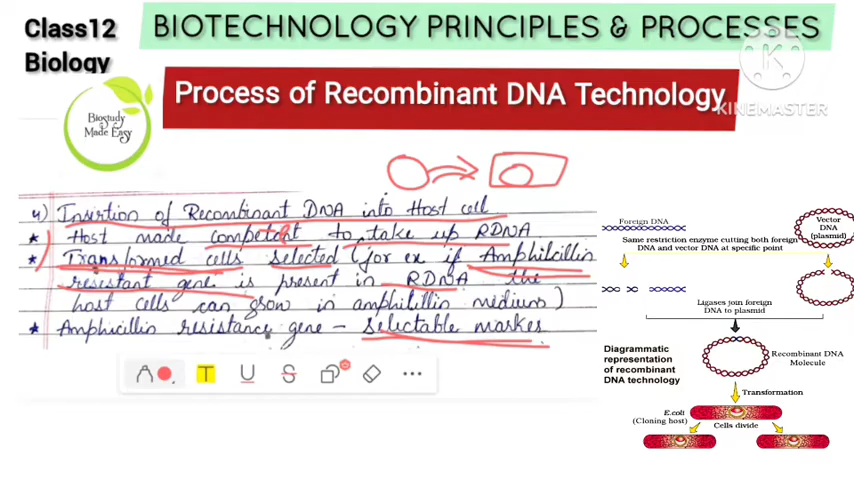 Class12
Biology
BIOTECHNOLOGY PRINCIPLES & PROCESSES
K
KINEMASTER
Process of Recombinant DNA Technology
Biostudy
Made Easy
4) Insertion of Recombinant DNA into Host cell
* Host made competent to take up RDNA.
* Transformed cells selected (for ex if Amphilcillin
resestant gene is present in RDNA the
host cells can grow in amphilillin midium)
* Amphicillin resistance gene - Selectable marker
T U S
Foreign DNA
Vector
DNA
(plasmid)
Same restriction enzyme cutting both foreign
DNA and vector DNA at specific point
Ligases join foreign
DNA to plasmid
Diagrammatic
representation
of recombinant
DNA technology
Recombinant DNA
Molecule
Transformation
E.coli
(Cloning host)
Cells divide